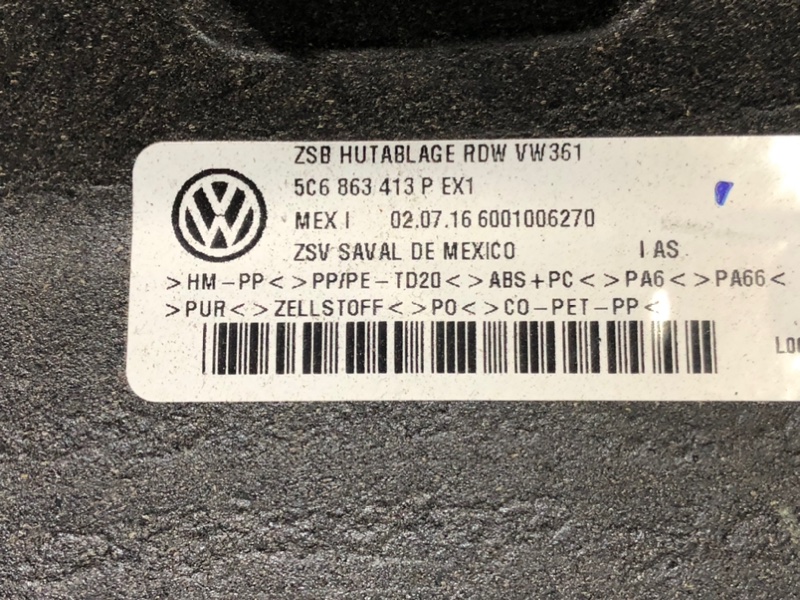 ZSB HUTABLAGE RDW VW361
5C6 863 413 P EX1
MEX I 02.07.16 6001006270
ZSV SAVAL DE MEXICO I AS
>HM-PP< >PP/PE-TD20< >ABS+PC< >PA6< >PA66<
>PUR< >ZELLSTOFF< >PO< >CO-PET-PP<